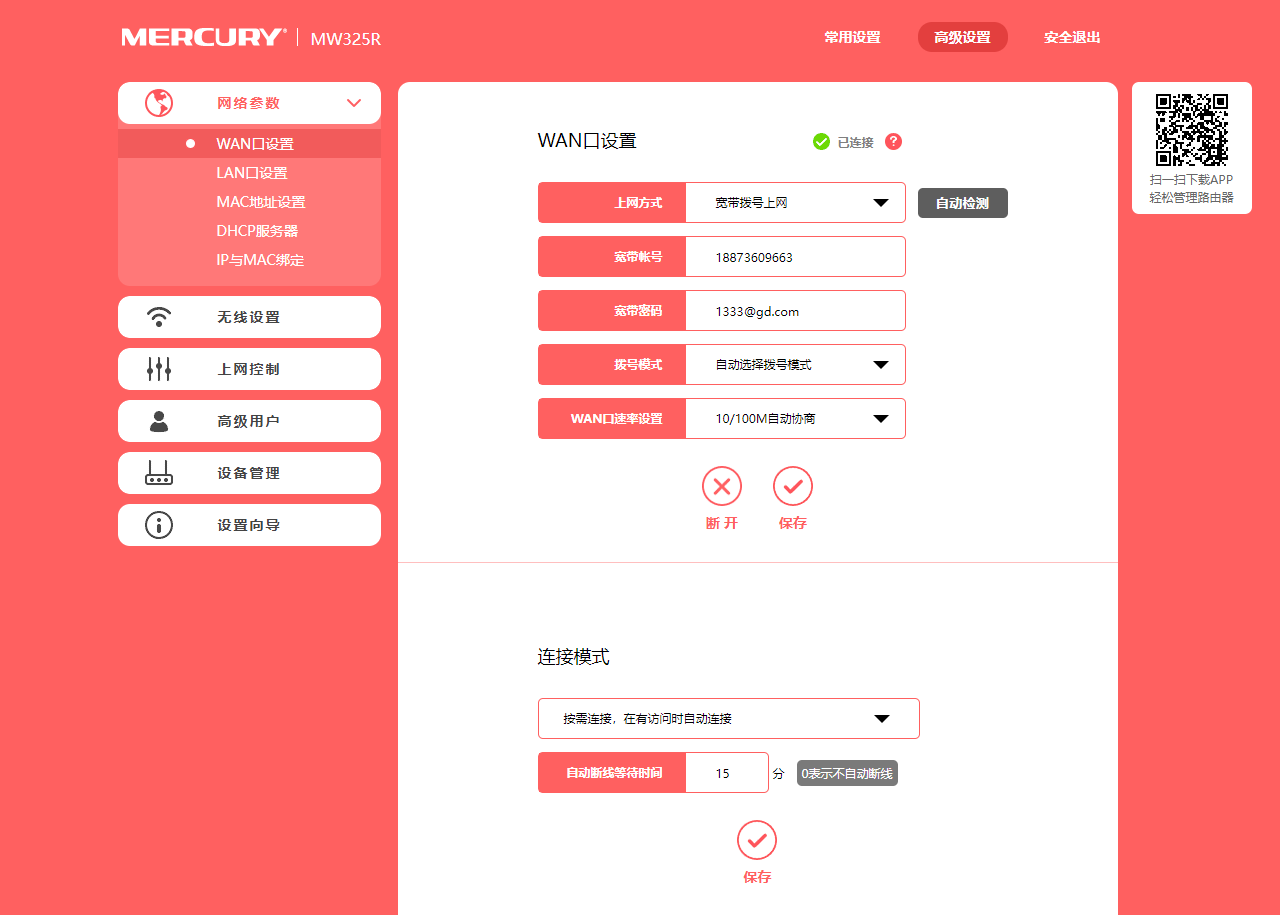 MERCURY MW325R
常用设置 高级设置 安全退出
网络参数
WAN口设置
LAN口设置
MAC地址设置
DHCP服务器
IP与MAC绑定
无线设置
上网控制
高级用户
设备管理
设置向导
WAN口设置 已连接 ?
上网方式 宽带拨号上网 自动检测
宽带帐号 18873609663
宽带密码 1333@gd.com
拨号模式 自动选择拨号模式
WAN口速率设置 10/100M自动协商
断 开 保存
连接模式
按需连接，在有访问时自动连接
自动断线等待时间 15 分 0表示不自动断线
保存
扫一扫下载APP
轻松管理路由器